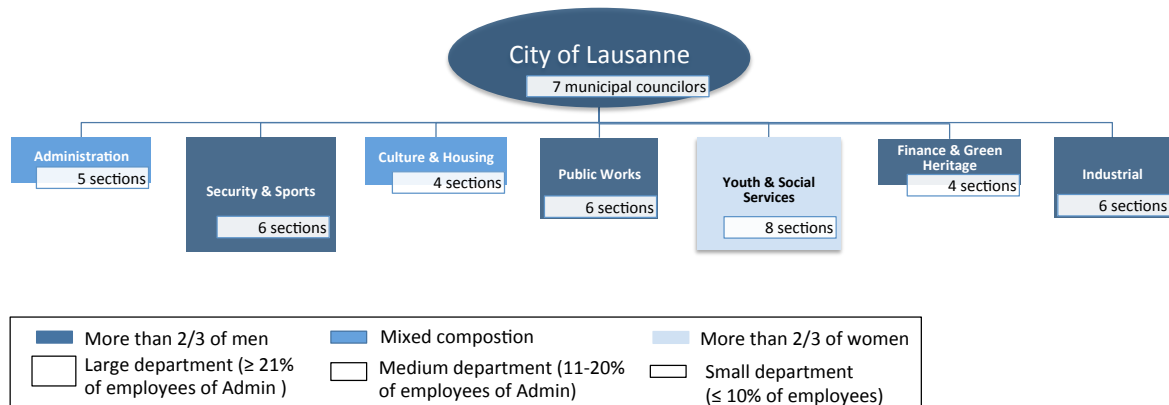 City of Lausanne
7 municipal councilors
Administration
5 sections
Security & Sports
6 sections
Culture & Housing
4 sections
Public Works
6 sections
Youth & Social
Services
8 sections
Finance & Green
Heritage
4 sections
Industrial
6 sections
More than 2/3 of men
Mixed compostion
More than 2/3 of women
Large department (≥ 21%
of employees of Admin )
Medium department (11-20%
of employees of Admin)
Small department
(≤ 10% of employees)